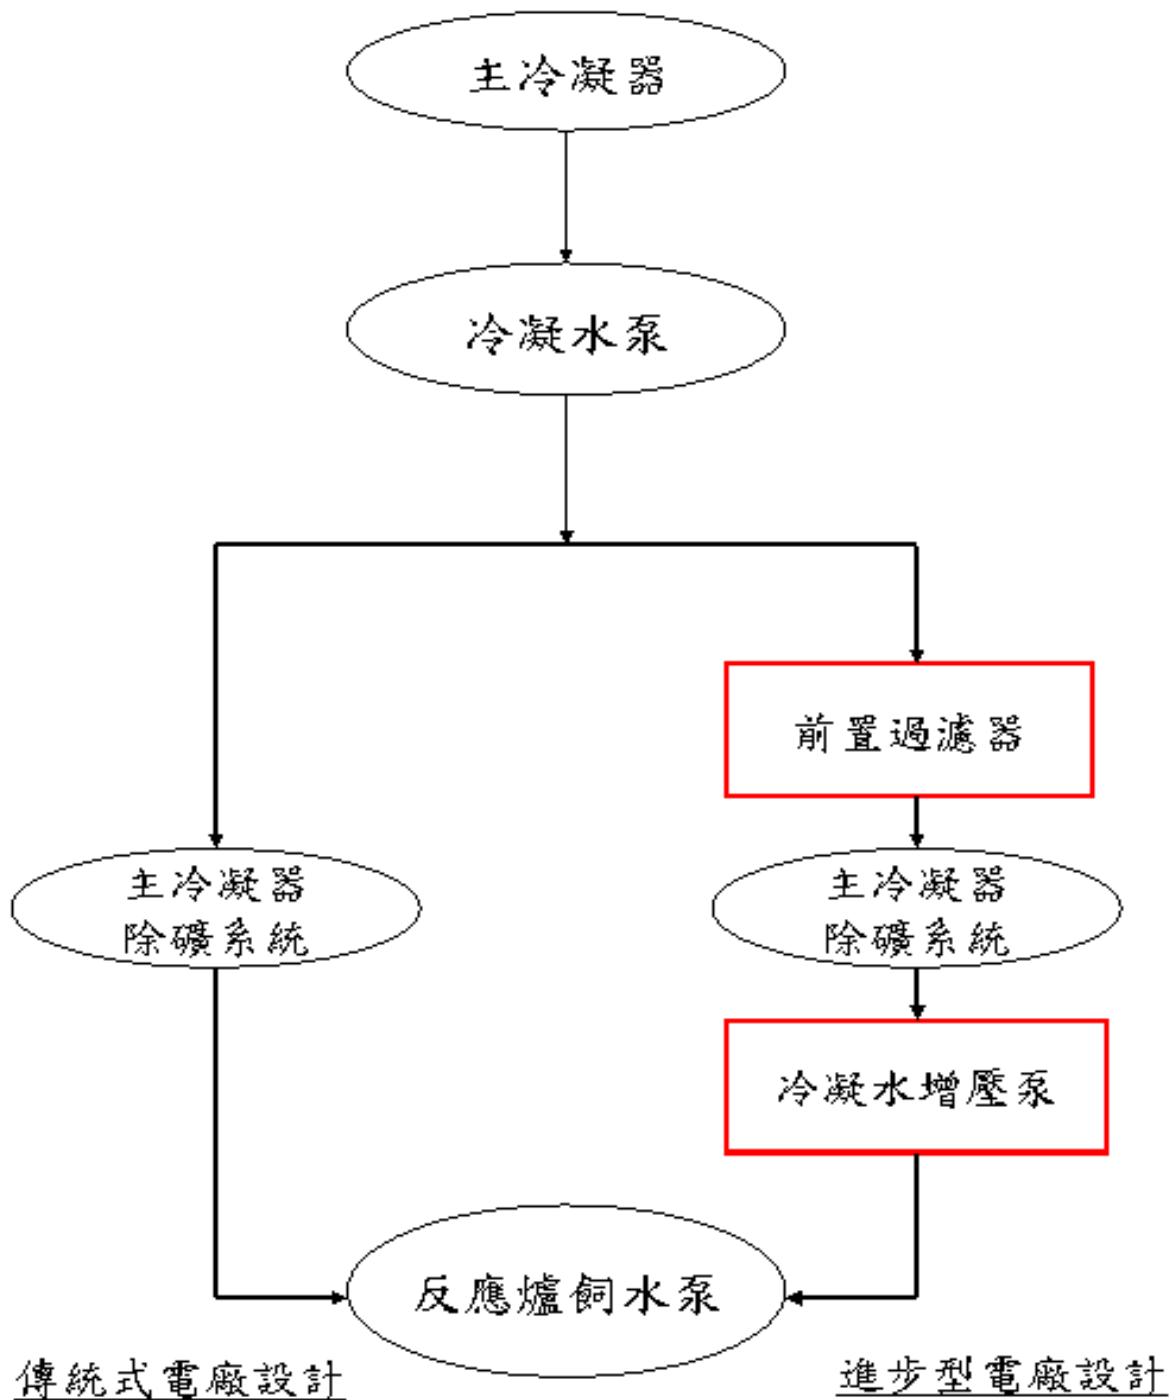 主冷凝器
冷凝水泵
前置過濾器
主冷凝器
除礦系統
主冷凝器
除礦系統
冷凝水增壓泵
反應爐飼水泵
傳統式電廠設計
進步型電廠設計